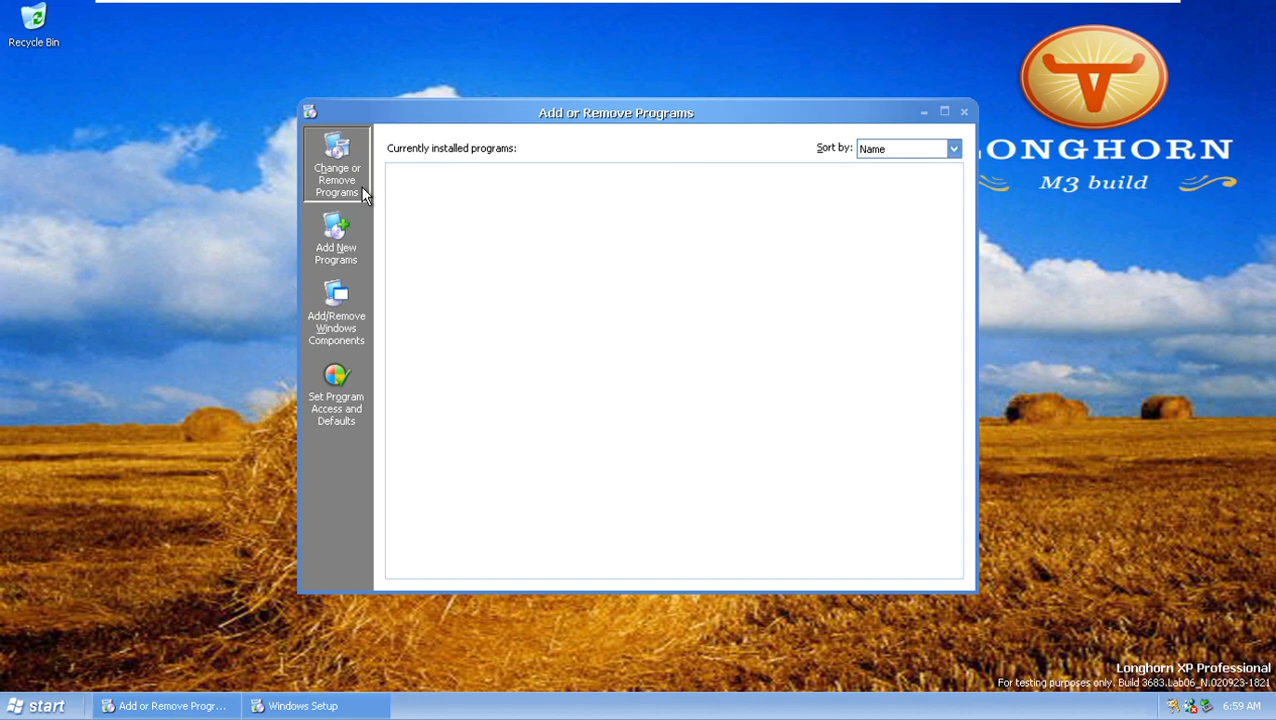 Recycle Bin
LONGHORN
M3 build
Add or Remove Programs
Change or
Remove
Programs
Currently installed programs:
Sort by:
Name
Add New
Programs
Add/Remove
Windows
Components
Set Program
Access and
Defaults
Longhorn XP Professional
For testing purposes only. Build 3683.Lab06_N.020923-1821
start
Add or Remove Progr...
Windows Setup
6:59 AM